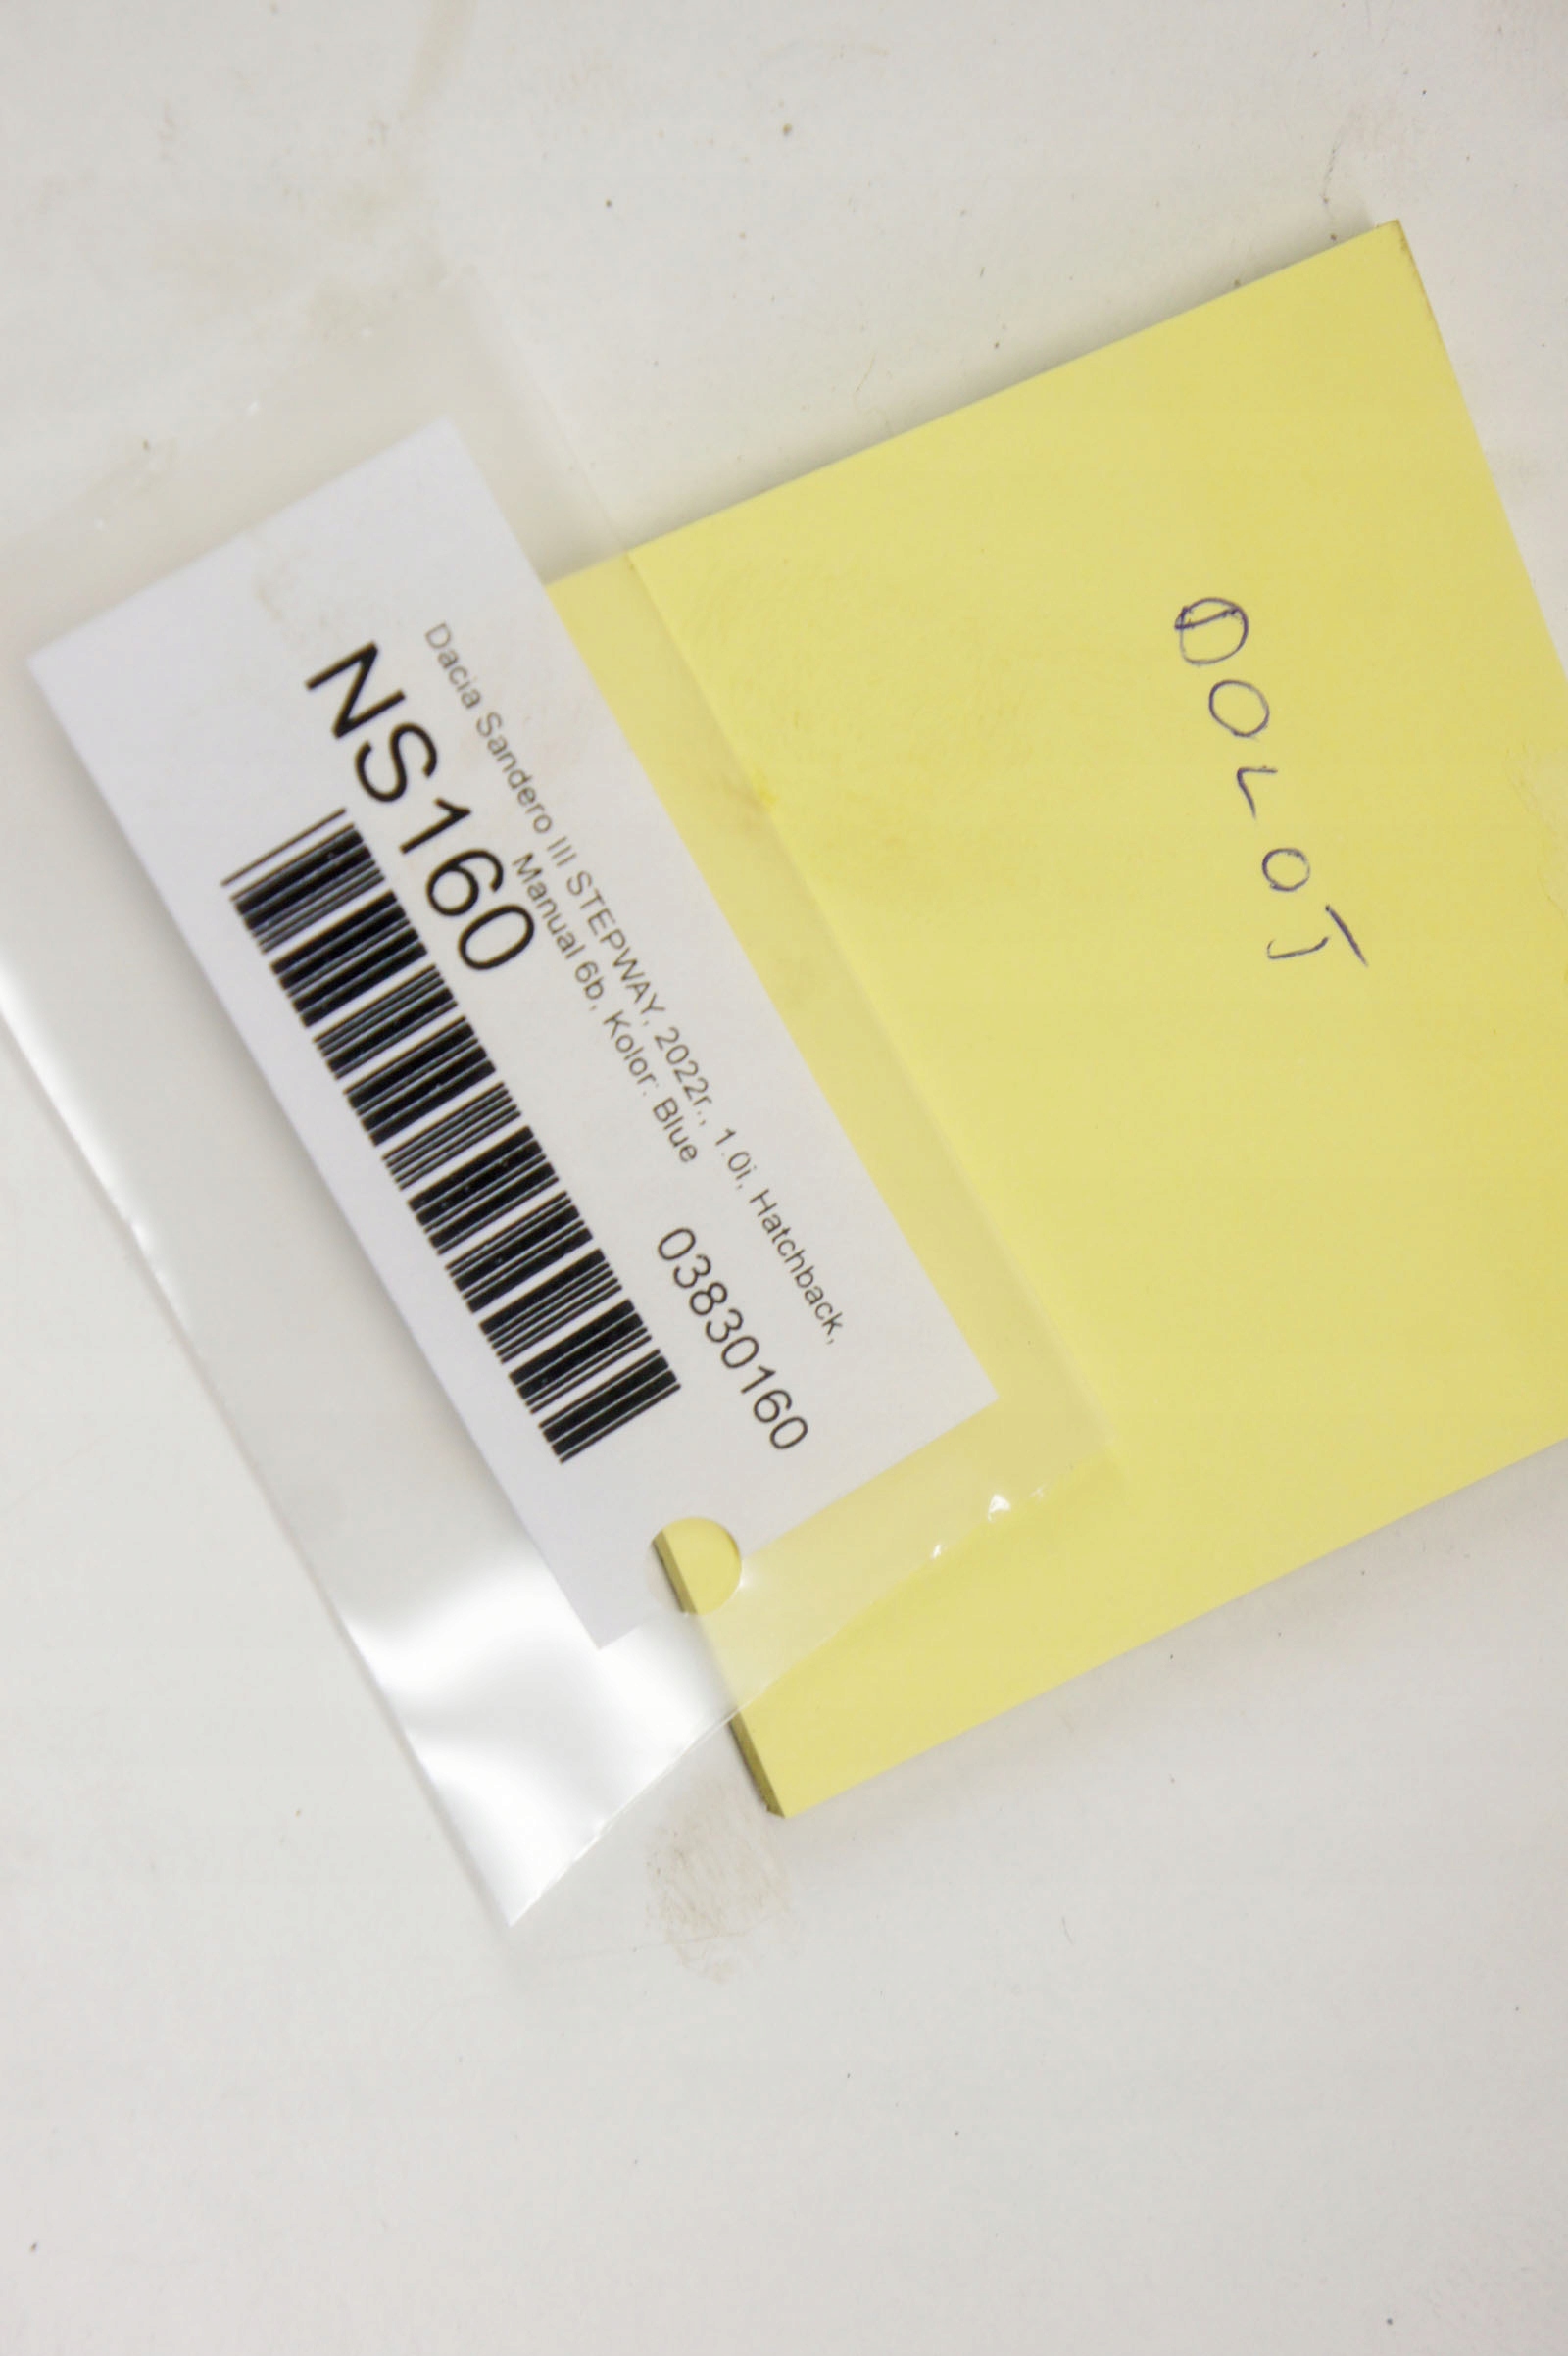 Dacia Sandero III STEPWAY, 2022r., 1.0i, Hatchback,
Manual 6b, Kolor: Blue
NS160 03830160
DOLOT